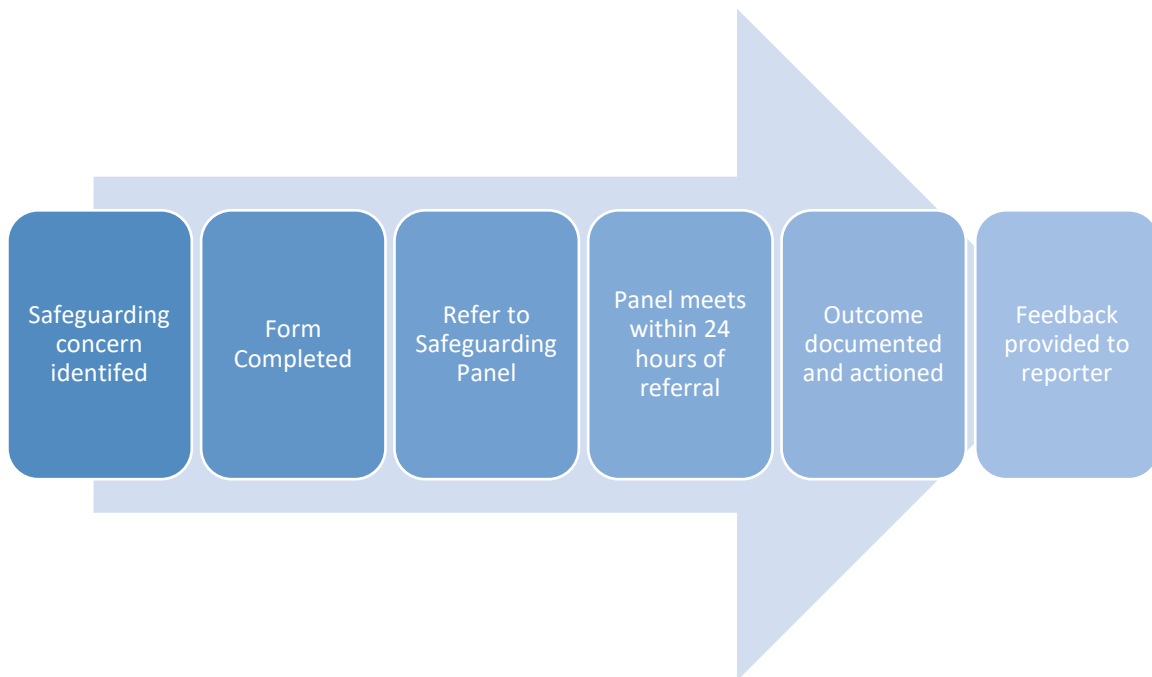 Safeguarding
concern
identifed
Form
Completed
Refer to
Safeguarding
Panel
Panel meets
within 24
hours of
referral
Outcome
documented
and actioned
Feedback
provided to
reporter